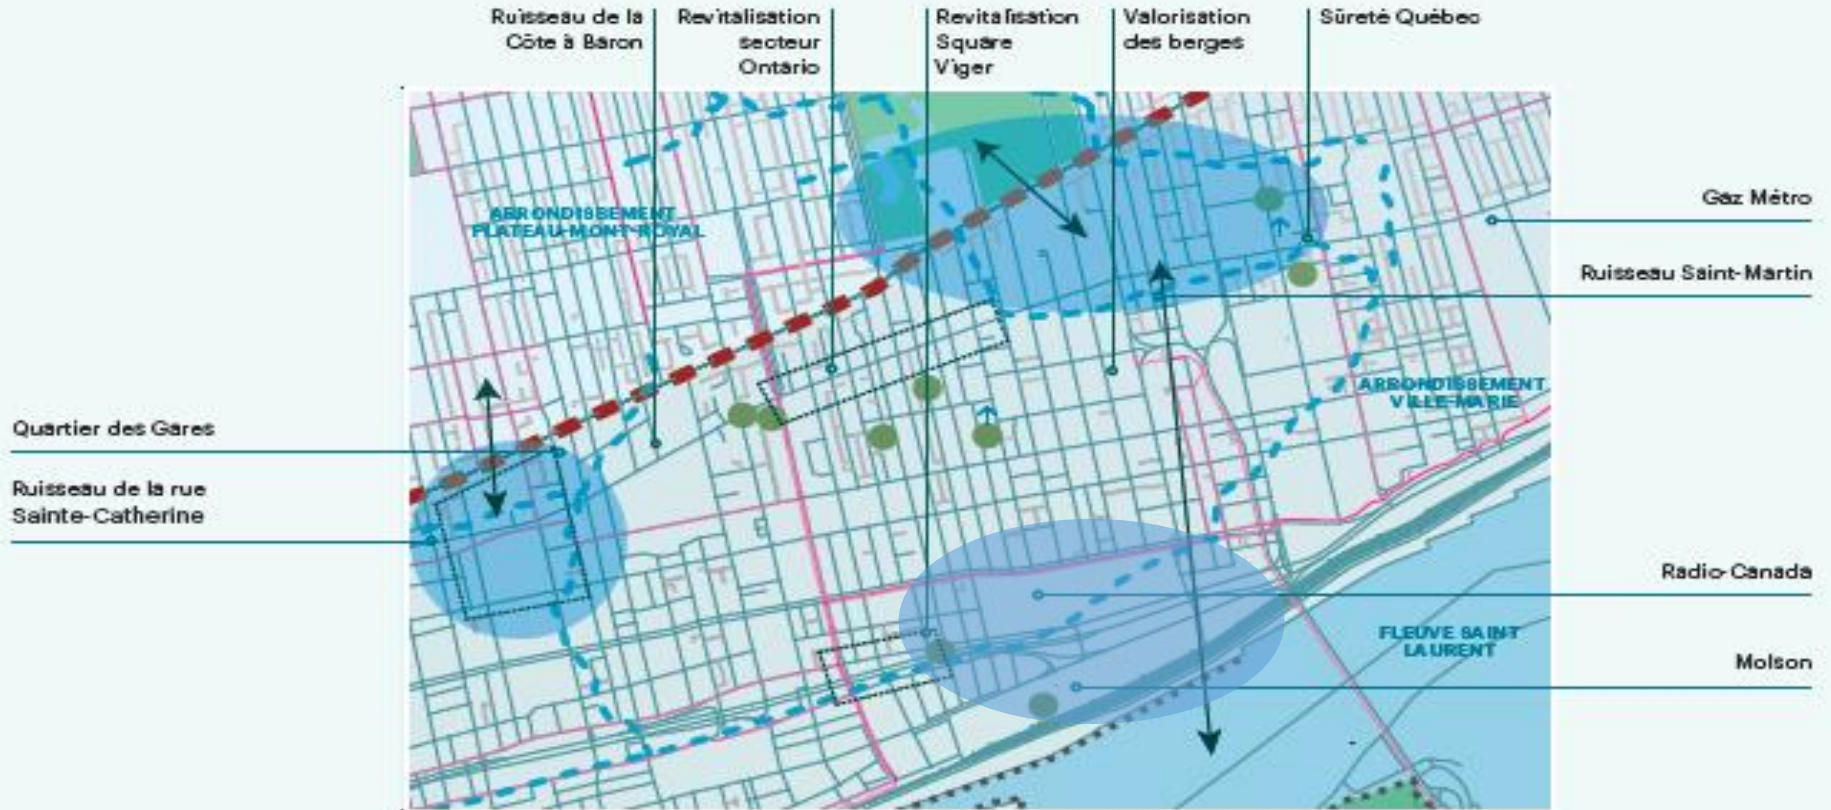 Ruisseau de la
Côte à Baron
Revitalisation
secteur
Ontario
Revitalisation
Square
Viger
Valorisation
des berges
Sûreté Québec
Gaz Métro
Ruisseau Saint-Martin
ARRONDISSEMENT
PLATEAU-MONT-ROYAL
ARRONDISSEMENT
VILLE-MARIE
Quartier des Gares
Ruisseau de la rue
Sainte-Catherine
Radio-Canada
FLEUVE SAINT
LAURENT
Molson